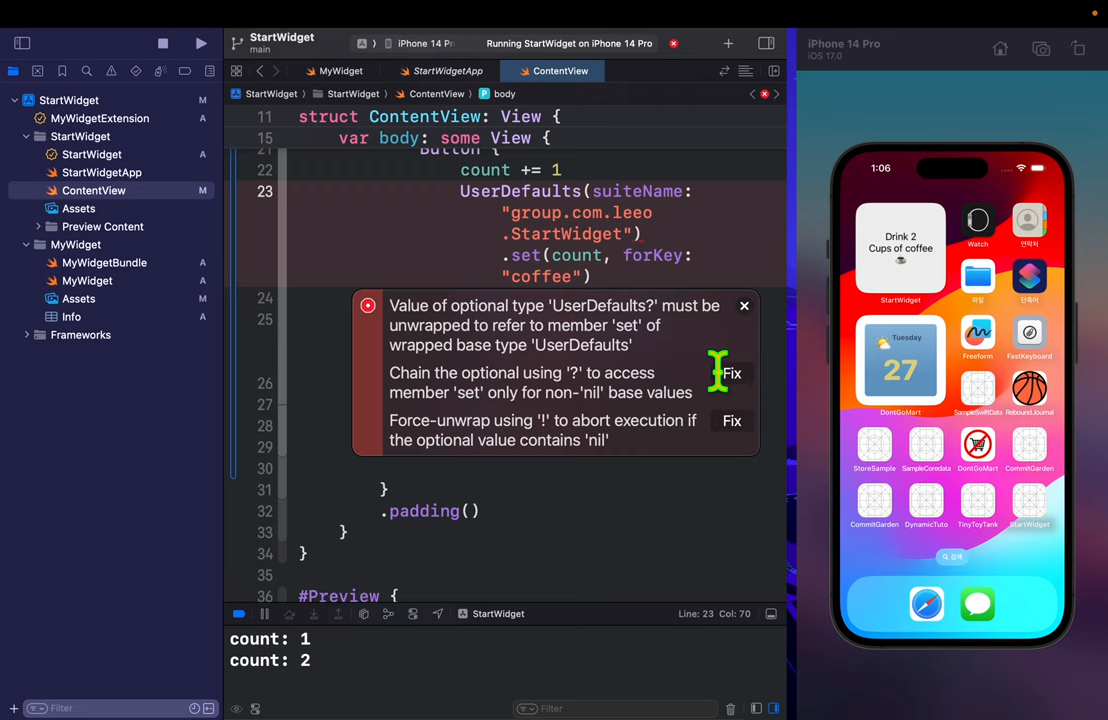 StartWidget
main
iPhone 14 Pr
Running StartWidget on iPhone 14 Pro
MyWidget
StartWidgetApp
ContentView
StartWidget
StartWidget
ContentView
P
body
StartWidget M
MyWidgetExtension A
StartWidget
StartWidget A
StartWidgetApp
ContentView M
Assets
Preview Content
MyWidget
MyWidgetBundle A
MyWidget A
Assets A
Info A
Frameworks
11 struct ContentView: View {
15 var body: some View {
21 Button {
22 count += 1
23 UserDefaults(suiteName:
"group.com.leeo
.StartWidget")
.set(count, forKey:
"coffee")
24
25
26
27
28
29
30
31 }
32 .padding()
33 }
34 }
35
36 #Preview {
Value of optional type 'UserDefaults?' must be
unwrapped to refer to member 'set' of
wrapped base type 'UserDefaults'
Chain the optional using '?' to access
member 'set' only for non-'nil' base values
Fix
Force-unwrap using '!' to abort execution if
the optional value contains 'nil'
Fix
StartWidget
Line: 23 Col: 70
count: 1
count: 2
Filter
Filter
iPhone 14 Pro
iOS 17.0
1:06
Drink 2
Cups of coffee
StartWidget
Watch
연락처
파일
단축어
Tuesday
27
DontGoMart
Freeform
FastKeyboard
SampleSwiftData
ReboundJournal
StoreSample
SampleCoredata
DontGoMart
CommitGarden
CommitGarden
DynamicTuto
TinyToyTank
StartWidget
검색